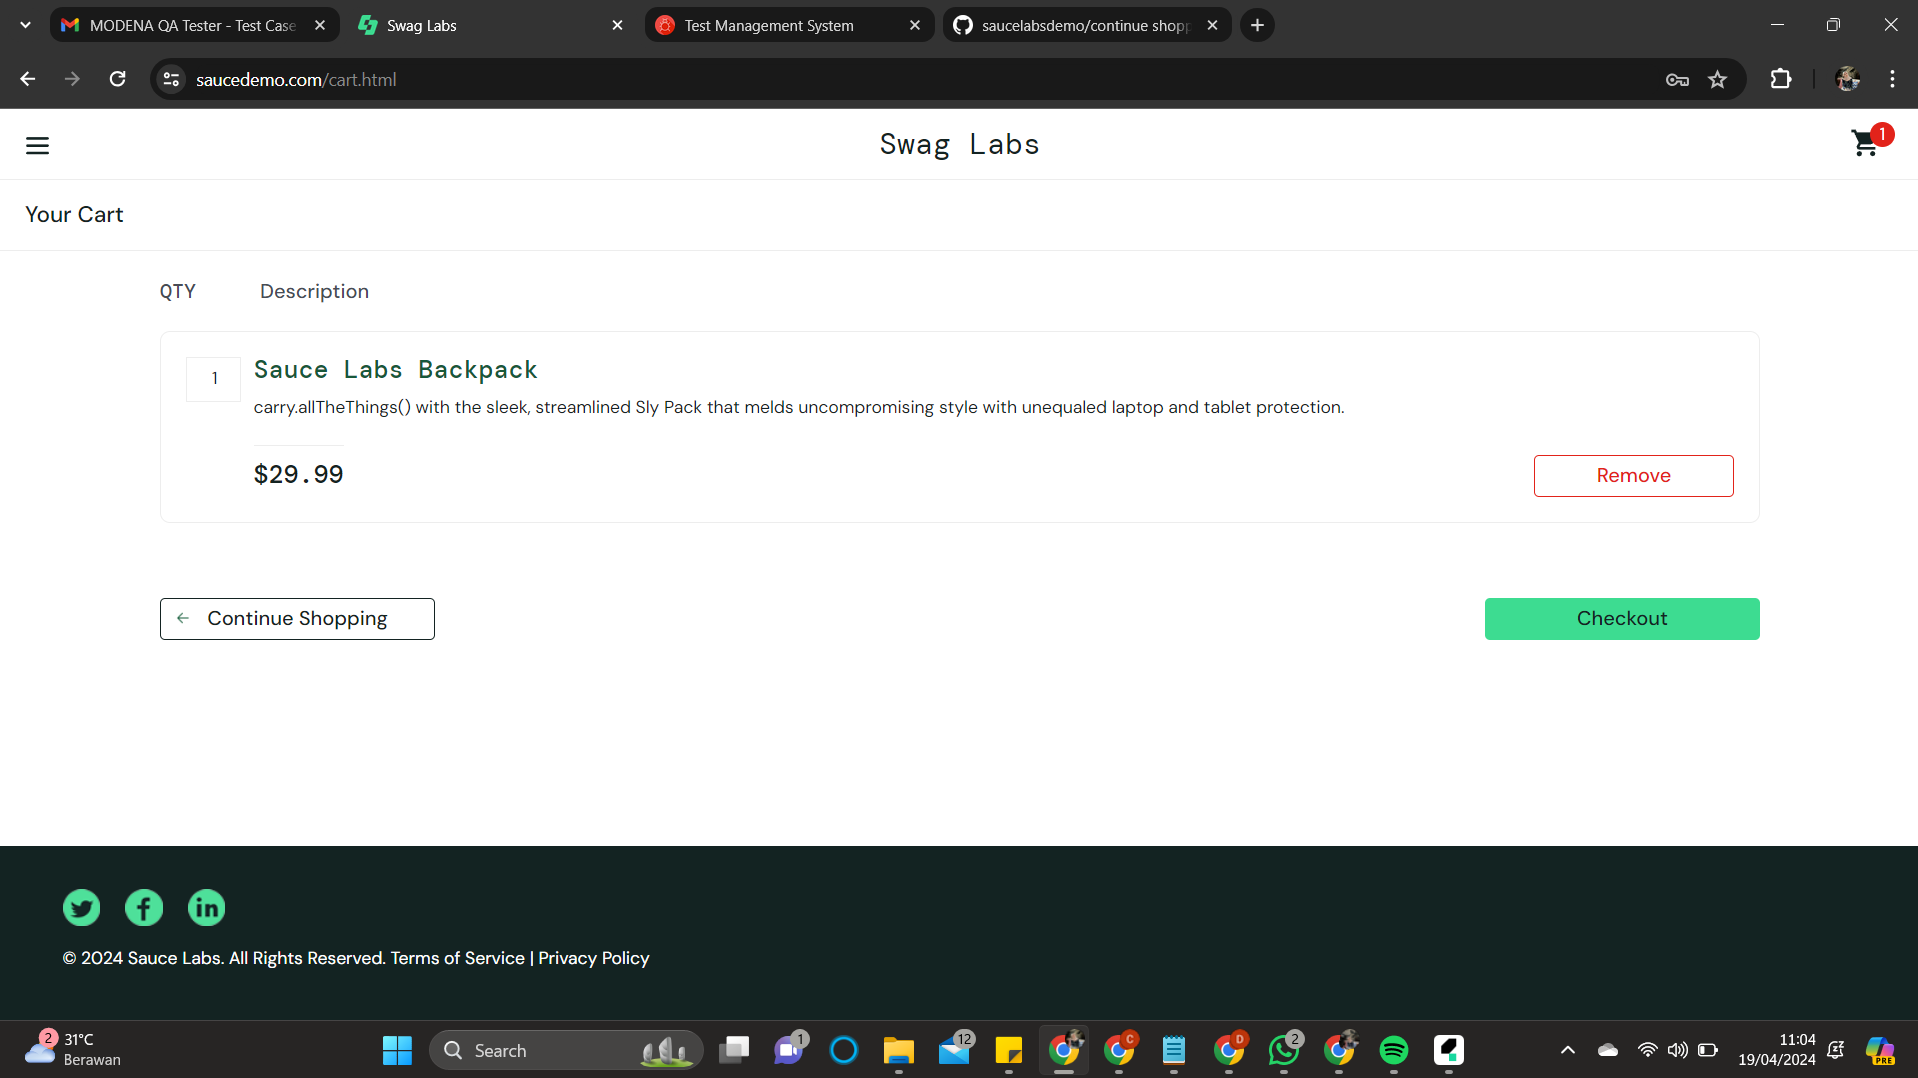 MODENA QA Tester - Test Case
Swag Labs
Test Management System
saucelabsdemo/continue shopp
saucedemo.com/cart.html
Swag Labs
1
Your Cart
QTY Description
1
Sauce Labs Backpack
carry.allTheThings() with the sleek, streamlined Sly Pack that melds uncompromising style with unequaled laptop and tablet protection.
$29.99
Remove
Continue Shopping
Checkout
© 2024 Sauce Labs. All Rights Reserved. Terms of Service | Privacy Policy
2
31°C
Berawan
Search
1
12
C
D
2
11:04
19/04/2024
PRE